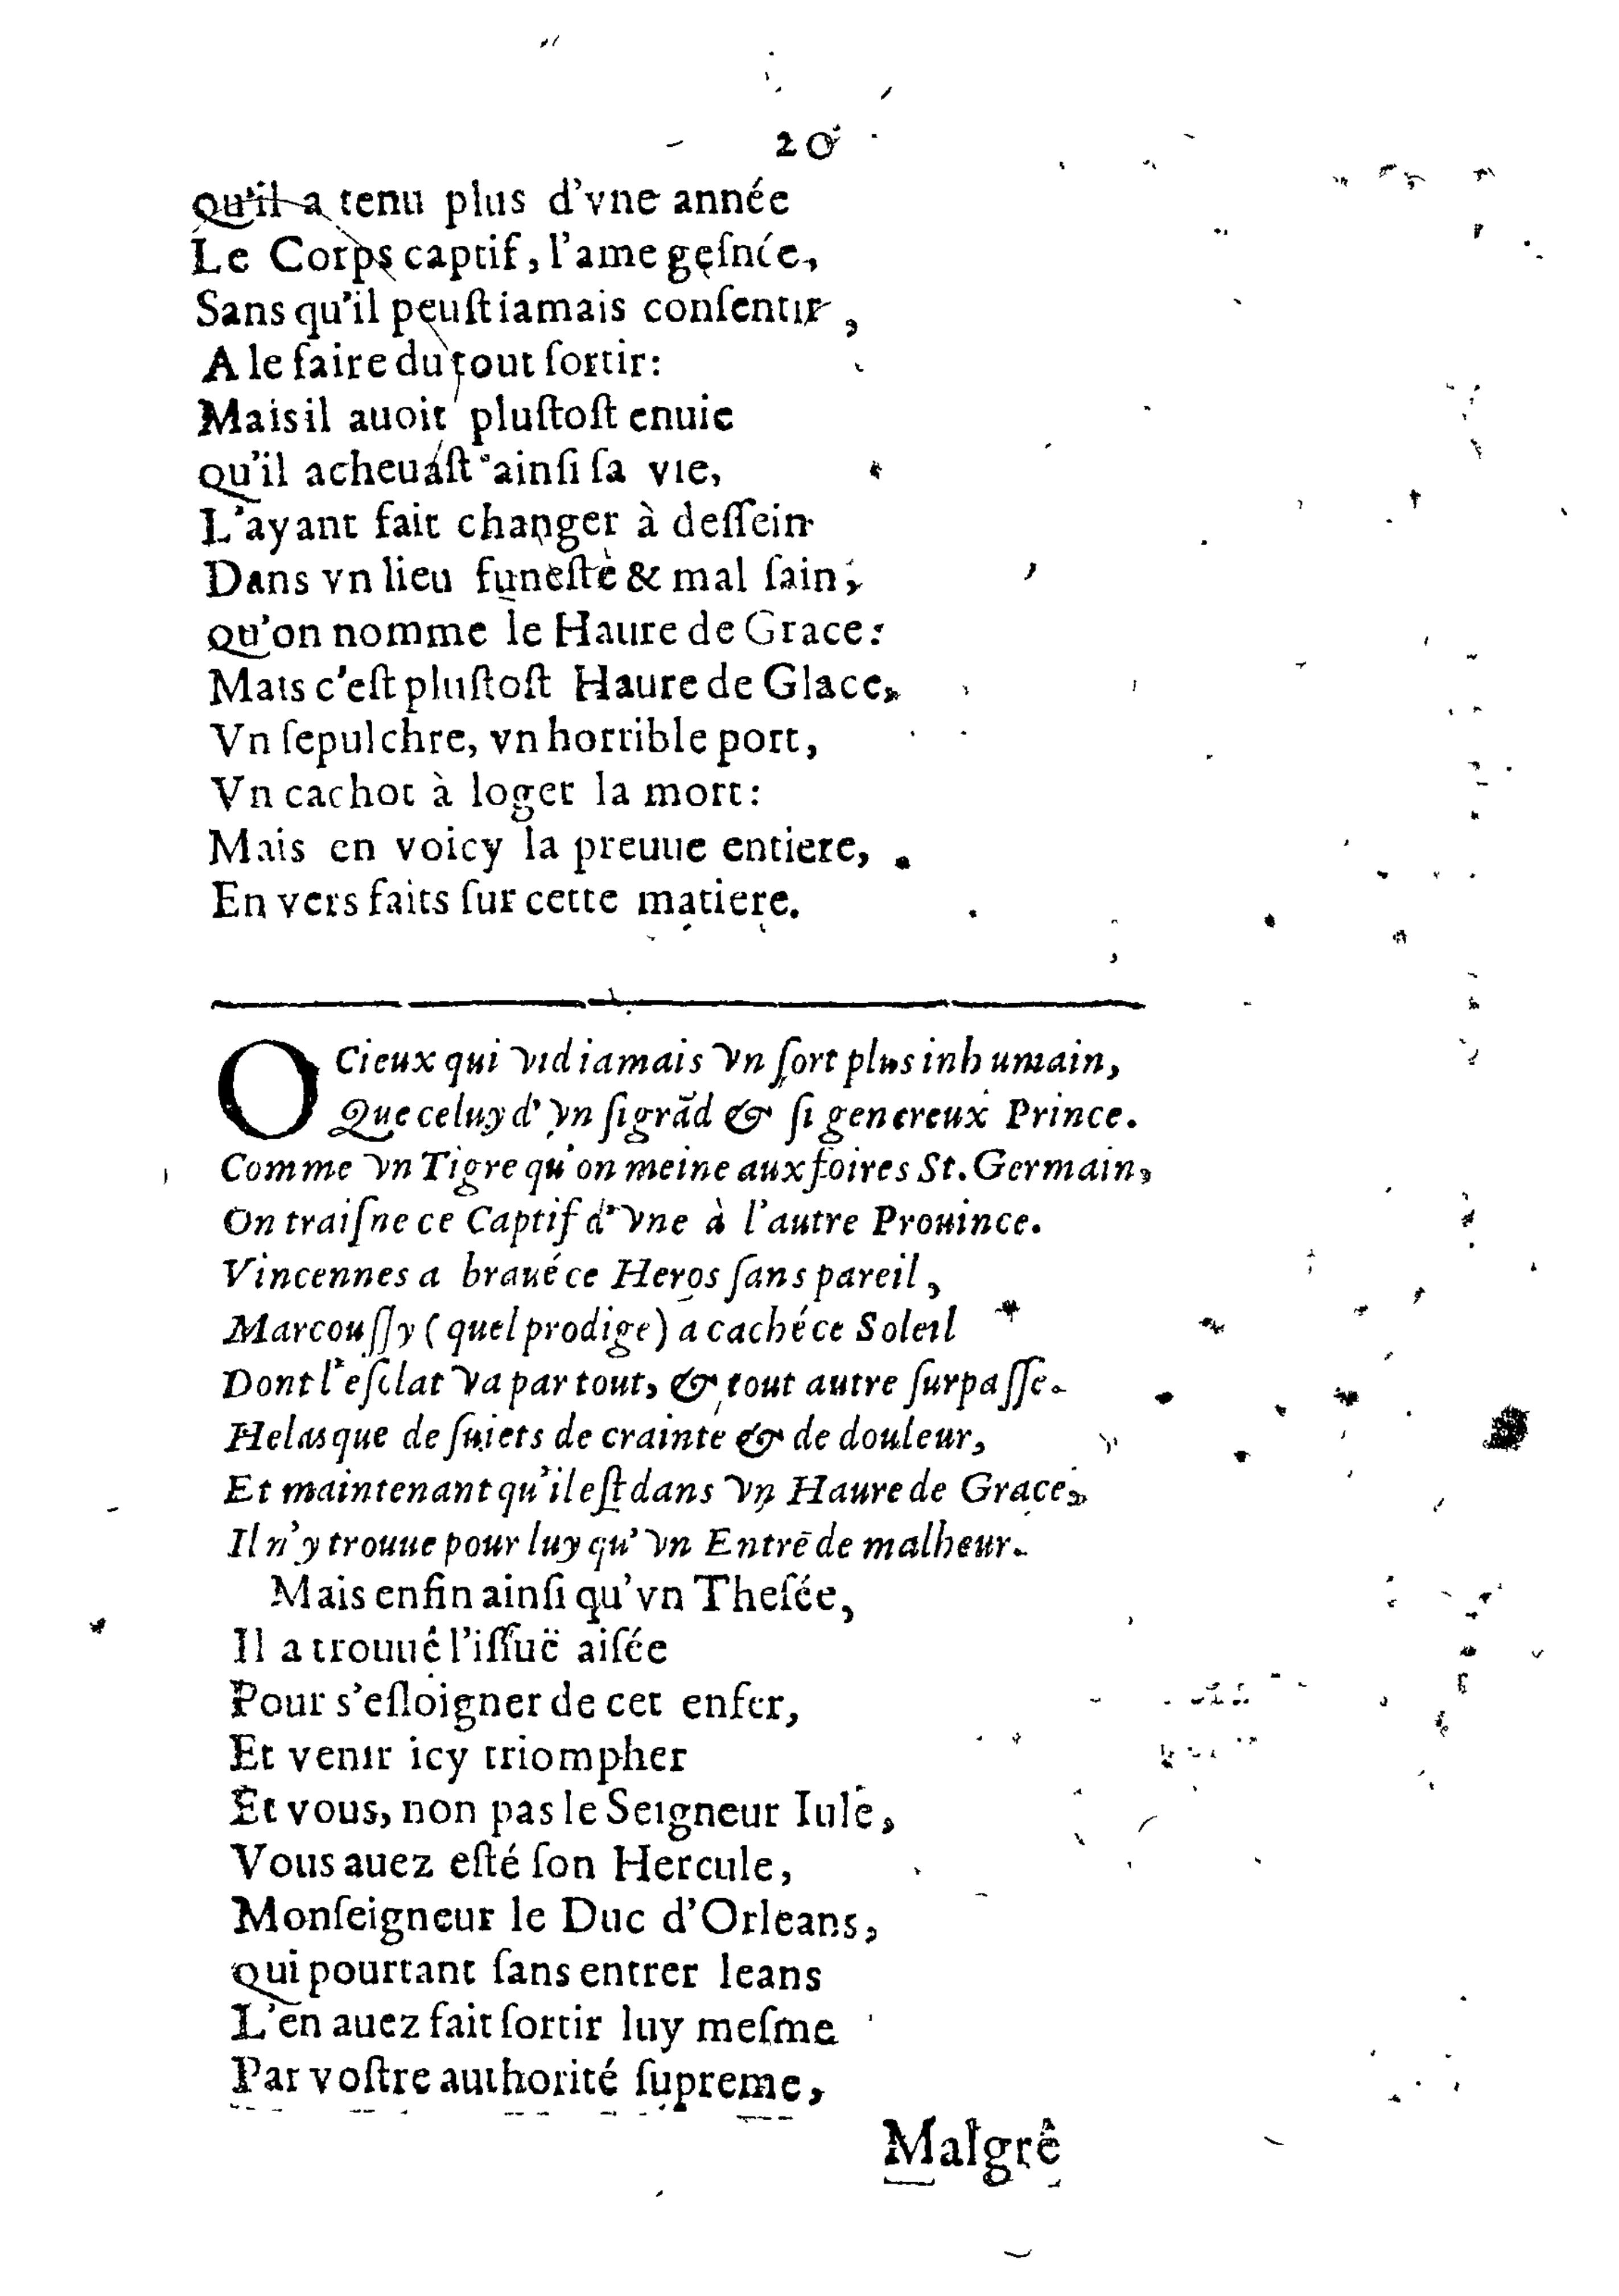 20
qu'il a tenu plus d'vne année
Le Corps captif, l'ame geſnée,
Sans qu'il peuſt iamais conſentir,
A le faire du tout ſortir:
Mais il auoit pluſtoſt enuie
qu'il acheuaſt ainſi ſa vie,
L'ayant fait changer à deſſein
Dans vn lieu funeſte & mal ſain,
qu'on nomme le Haure de Grace:
Mais c'eſt pluſtoſt Haure de Glace,
Vn ſepulchre, vn horrible port,
Vn cachot à loger la mort:
Mais en voicy la preuue entiere,
En vers faits ſur cette matiere.
O Cieux qui vid iamais vn ſort plus inhumain,
Que celuy d'vn ſi grãd & ſi genereux Prince.
Comme vn Tigre qu'on meine aux foires St. Germain,
On traiſne ce Captif d'vne à l'autre Prouince.
Vincennes a braué ce Heros ſans pareil,
Marcouſſy (quel prodige) a caché ce Soleil
Dont l'eſclat va par tout, & tout autre ſurpaſſe.
Helas que de ſuiets de crainte & de douleur,
Et maintenant qu'il eſt dans vn Haure de Grace,
Il n'y trouue pour luy qu'vn Entrē de malheur.
Mais enfin ainſi qu'vn Theſée,
Il a trouué l'iſſuë aiſée
Pour s'eſloigner de cet enfer,
Et venir icy triompher
Et vous, non pas le Seigneur Iule,
Vous auez eſté ſon Hercule,
Monſeigneur le Duc d'Orleans,
qui pourtant ſans entrer leans
L'en auez fait ſortir luy meſme
Par voſtre authorité ſupreme,
Malgré